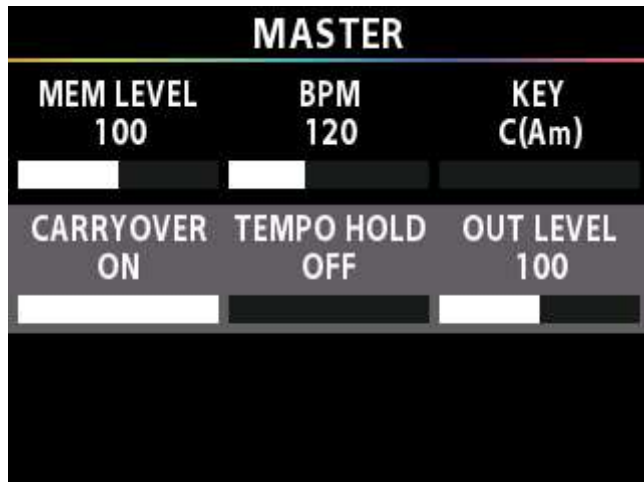 MASTER
MEM LEVEL BPM KEY
100 120 C(Am)
CARRYOVER TEMPO HOLD OUT LEVEL
ON OFF 100